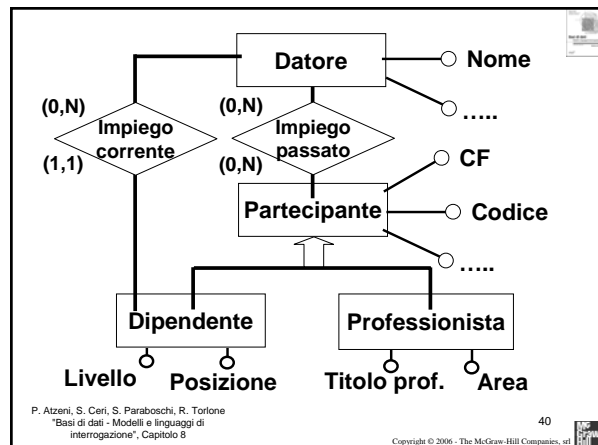 Datore
Nome
.....
(0,N)
Impiego
corrente
(1,1)
(0,N)
Impiego
passato
(0,N)
CF
Partecipante
Codice
.....
Dipendente
Professionista
Livello
Posizione
Titolo prof.
Area
P. Atzeni, S. Ceri, S. Paraboschi, R. Torlone
"Basi di dati - Modelli e linguaggi di
interrogazione", Capitolo 8
40
Copyright © 2006 - The McGraw-Hill Companies, srl